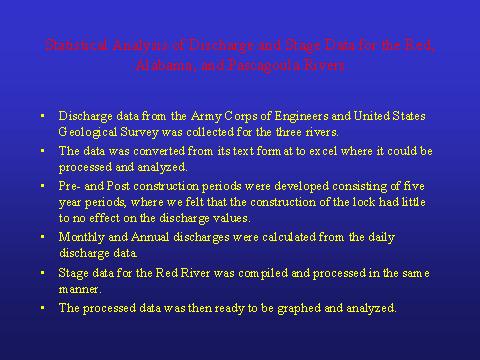 Statistical Analysis of Discharge and Stage Data for the Red,
Alabama, and Pascagoula Rivers
• Discharge data from the Army Corps of Engineers and United States
Geological Survey was collected for the three rivers.
• The data was converted from its text format to excel where it could be
processed and analyzed.
• Pre- and Post construction periods were developed consisting of five
year periods, where we felt that the construction of the lock had little
to no effect on the discharge values.
• Monthly and Annual discharges were calculated from the daily
discharge data.
• Stage data for the Red River was compiled and processed in the same
manner.
• The processed data was then ready to be graphed and analyzed.